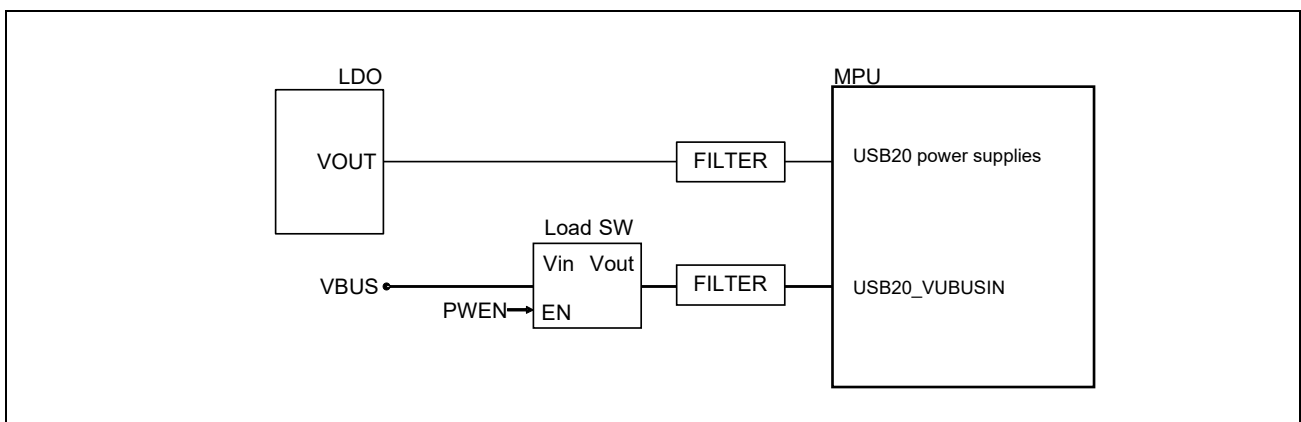 LDO
MPU
VOUT
FILTER
USB20 power supplies
Load SW
Vin Vout
VBUS
FILTER
USB20_VUBUSIN
PWEN
EN